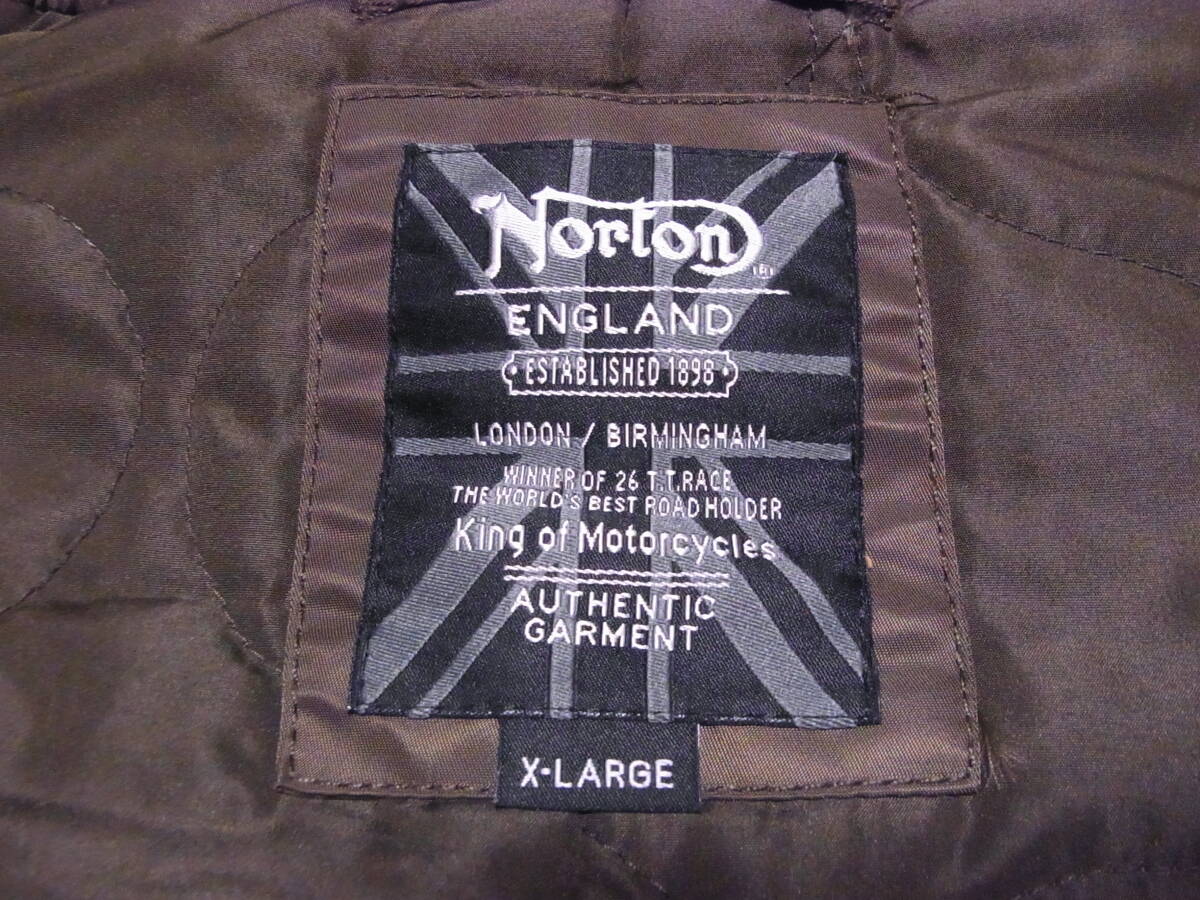 Norton®
ENGLAND
ESTABLISHED 1898
LONDON / BIRMINGHAM
WINNER OF 26 T.T.RACE
THE WORLD'S BEST ROAD HOLDER
King of Motorcycles
AUTHENTIC
GARMENT
X-LARGE